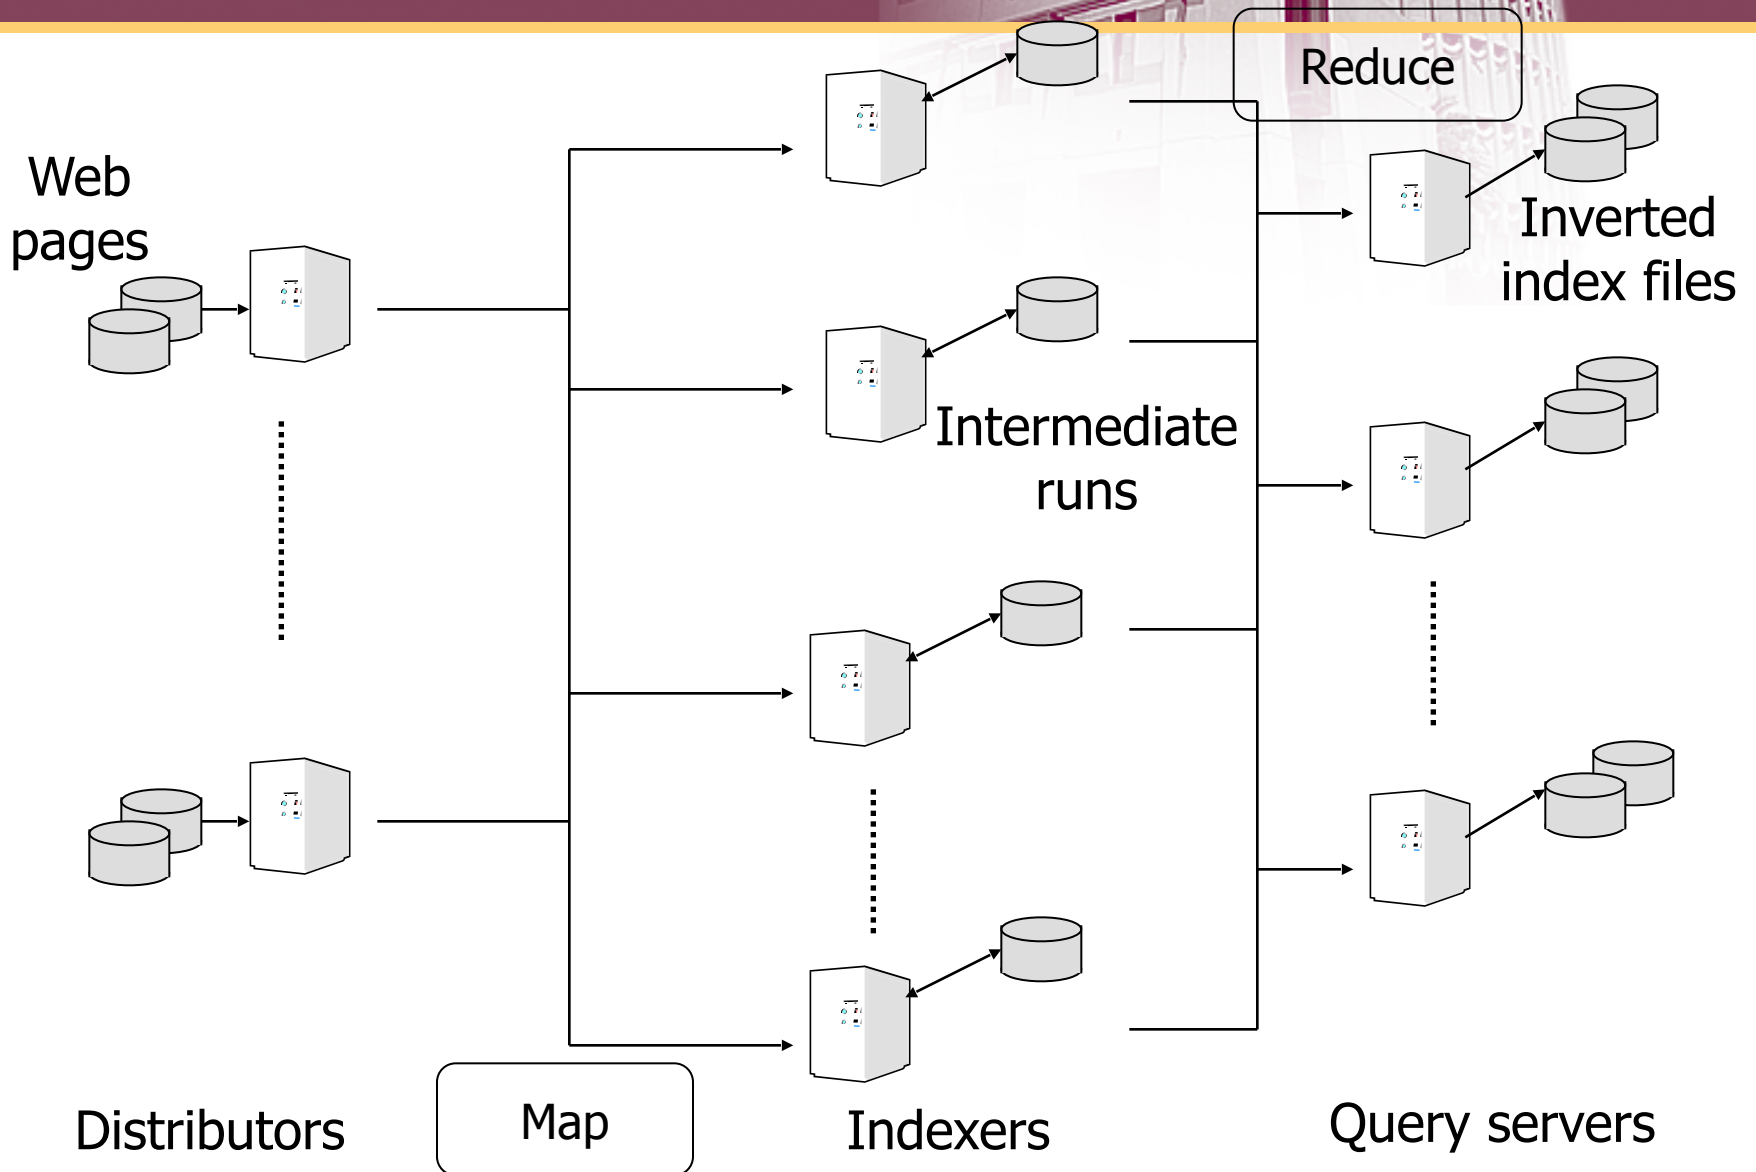 Reduce
Web
pages
Inverted
index files
Intermediate
runs
Distributors
Map
Indexers
Query servers